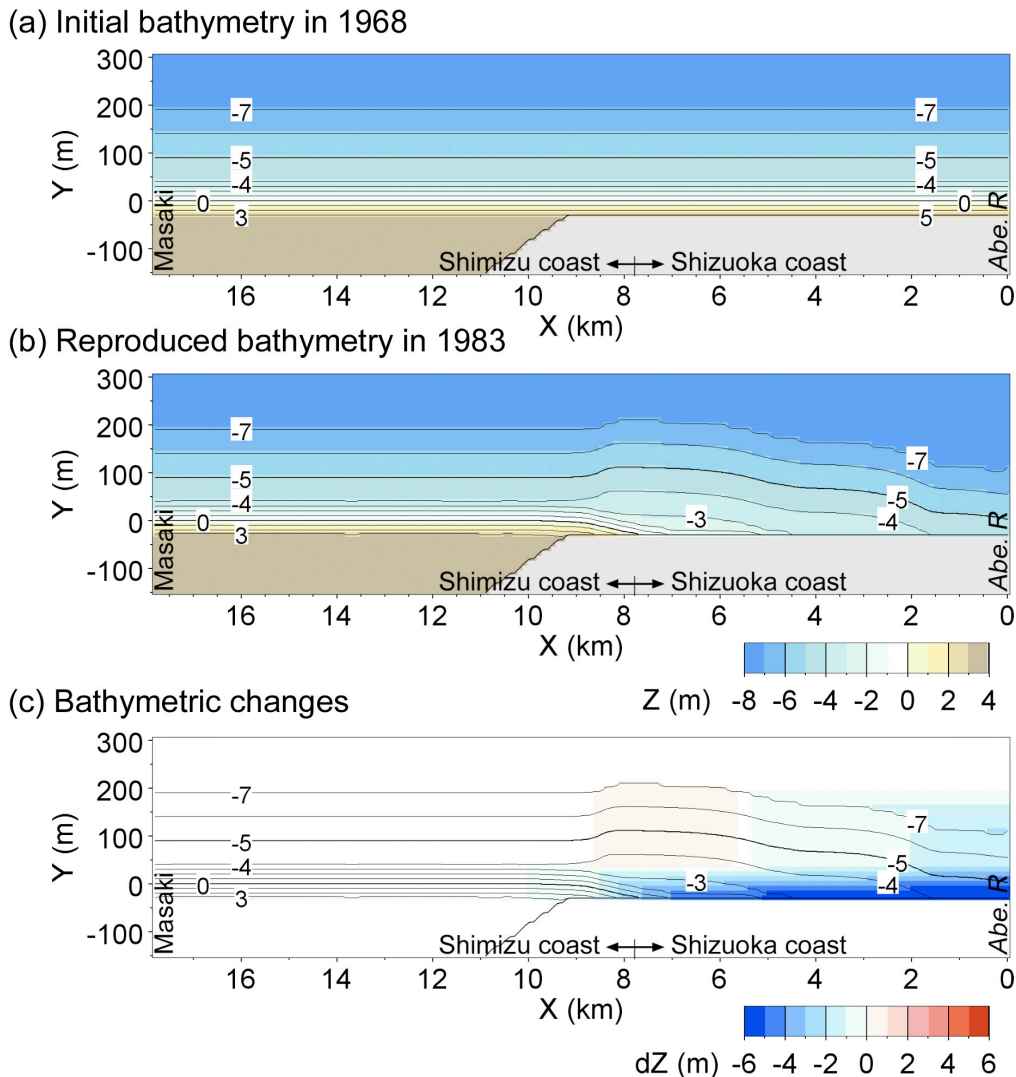 (a) Initial bathymetry in 1968
300
200
100
0
-100
Y (m)
Masaki
-7
-7
-5
-5
-4
-4
0
0
3
5
Abe. R
Shimizu coast
Shizuoka coast
16 14 12 10 8 6 4 2 0
X (km)
(b) Reproduced bathymetry in 1983
300
200
100
0
-100
Y (m)
Masaki
-7
-7
-5
-5
-4
-4
0
-3
3
Abe. R
Shimizu coast
Shizuoka coast
16 14 12 10 8 6 4 2 0
X (km)
Z (m) -8 -6 -4 -2 0 2 4
(c) Bathymetric changes
300
200
100
0
-100
Y (m)
Masaki
-7
-7
-5
-5
-4
-4
0
-3
3
Abe. R
Shimizu coast
Shizuoka coast
16 14 12 10 8 6 4 2 0
X (km)
dZ (m) -6 -4 -2 0 2 4 6